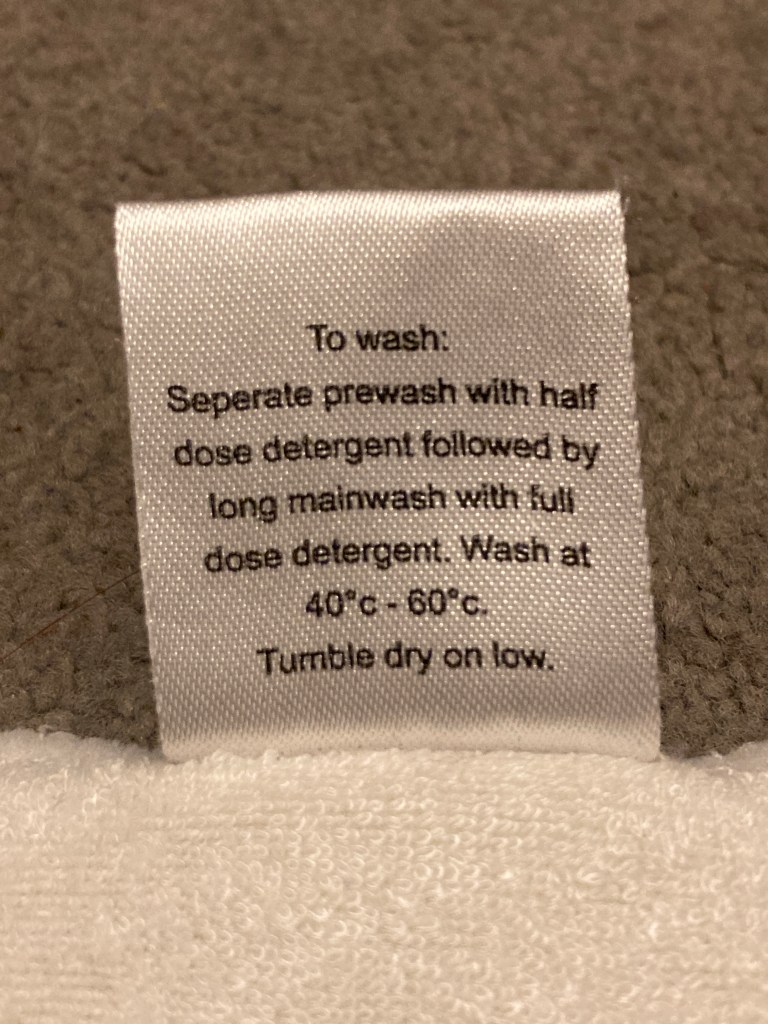 To wash:
Seperate prewash with half
dose detergent followed by
long mainwash with full
dose detergent. Wash at
40°c - 60°c.
Tumble dry on low.